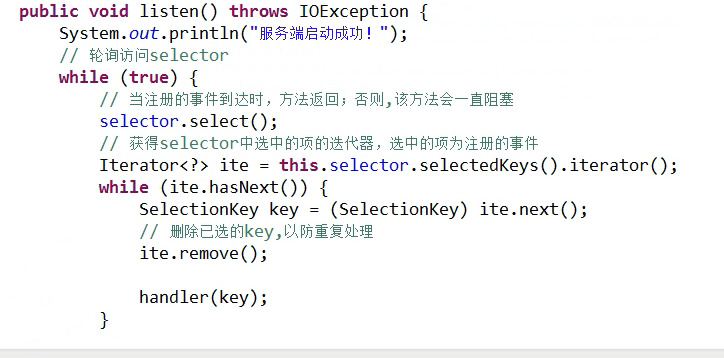 public void listen() throws IOException {
    System.out.println("服务端启动成功！");
    // 轮询访问selector
    while (true) {
        // 当注册的事件到达时，方法返回；否则,该方法会一直阻塞
        selector.select();
        // 获得selector中选中的项的迭代器，选中的项为注册的事件
        Iterator<?> ite = this.selector.selectedKeys().iterator();
        while (ite.hasNext()) {
            SelectionKey key = (SelectionKey) ite.next();
            // 删除已选的key,以防重复处理
            ite.remove();

            handler(key);
        }